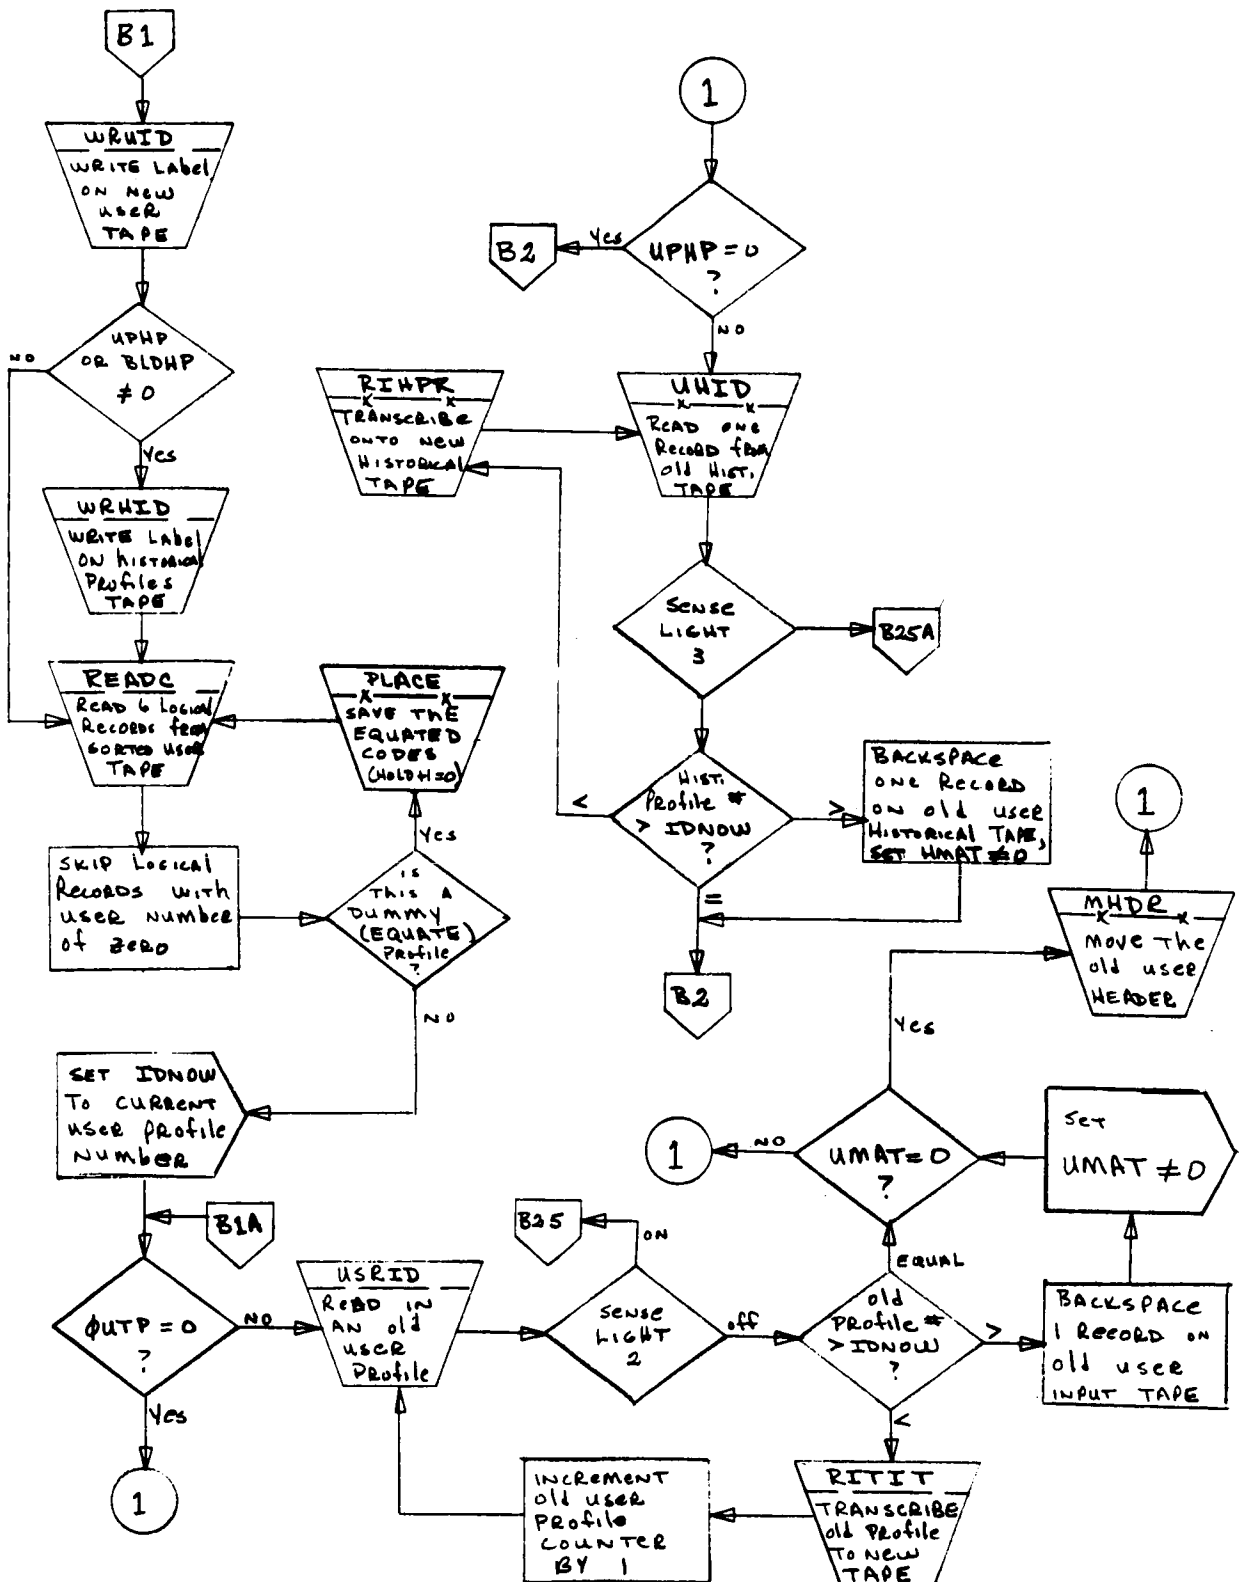 B1
WRUID
WRITE LABEL
ON NEW
USER
TAPE
UPHP
OR BLDHP
≠ 0
NO
Yes
WRHID
WRITE LABEL
ON HISTORICAL
PROFILES
TAPE
READC
READ 6 LOGICAL
RECORDS FROM
SORTED USER
TAPE
SKIP LOGICAL
RECORDS WITH
USER NUMBER
OF ZERO
PLACE
SAVE THE
EQUATED
CODES
(HOLD+1=0)
Yes
IS
THIS A
DUMMY
(EQUATE)
PROFILE
?
NO
SET IDNOW
TO CURRENT
USER PROFILE
NUMBER
B1A
ØUTP = 0
?
NO
Yes
1
USRID
READ IN
AN OLD
USER
PROFILE
B25
ON
SENSE
LIGHT
2
off
OLD
PROFILE #
> IDNOW
?
EQUAL
>
<
BACKSPACE
1 RECORD ON
OLD USER
INPUT TAPE
SET
UMAT ≠ 0
UMAT = 0
?
NO
1
Yes
MHDR
MOVE THE
OLD USER
HEADER
1
RITIT
TRANSCRIBE
OLD PROFILE
TO NEW
TAPE
INCREMENT
OLD USER
PROFILE
COUNTER
BY 1
1
UPHP = 0
?
Yes
B2
NO
RIHPR
TRANSCRIBE
ONTO NEW
HISTORICAL
TAPE
UHID
READ ONE
RECORD FROM
OLD HIST.
TAPE
SENSE
LIGHT
3
B25A
HIST.
PROFILE #
> IDNOW
?
<
>
=
BACKSPACE
ONE RECORD
ON OLD USER
HISTORICAL TAPE,
SET HMAT ≠ 0
B2